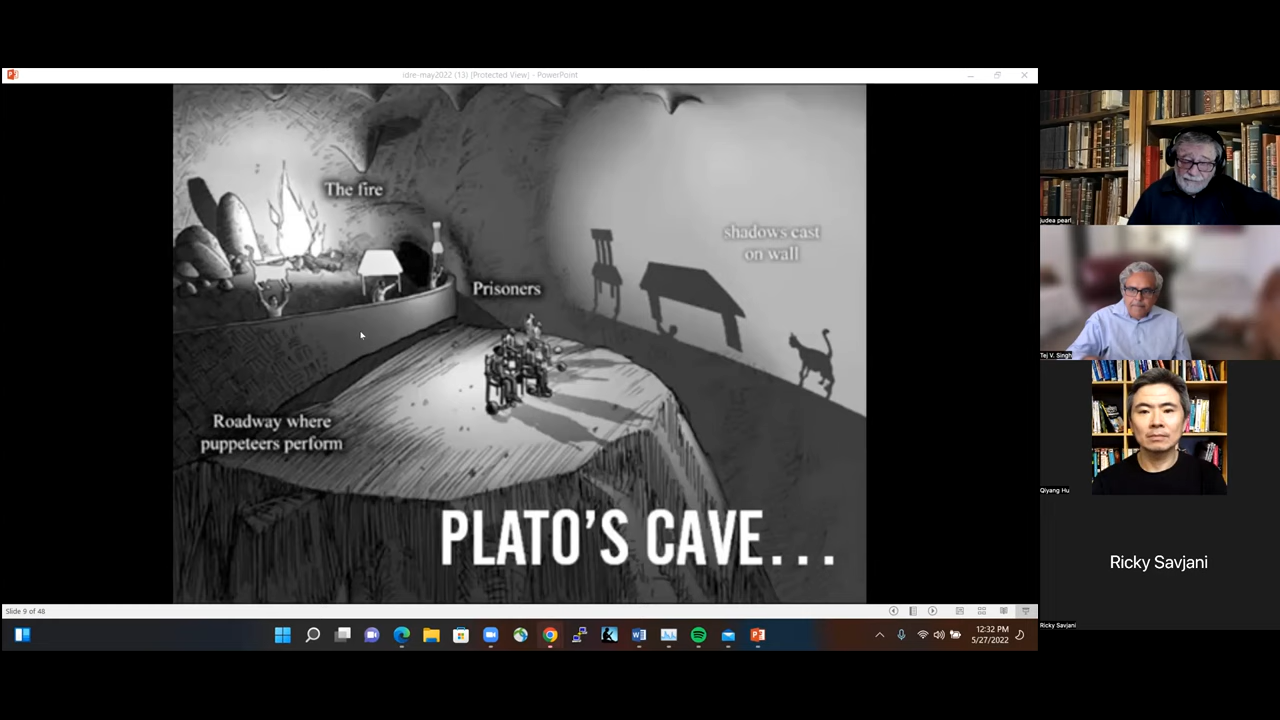 idre-may2022 (13) [Protected View] - PowerPoint
The fire
shadows cast
on wall
Prisoners
Roadway where
puppeteers perform
PLATO'S CAVE...
Slide 9 of 48
12:32 PM
5/27/2022
judea pearl
Tej V. Singh
Qiyang Hu
Ricky Savjani
Ricky Savjani